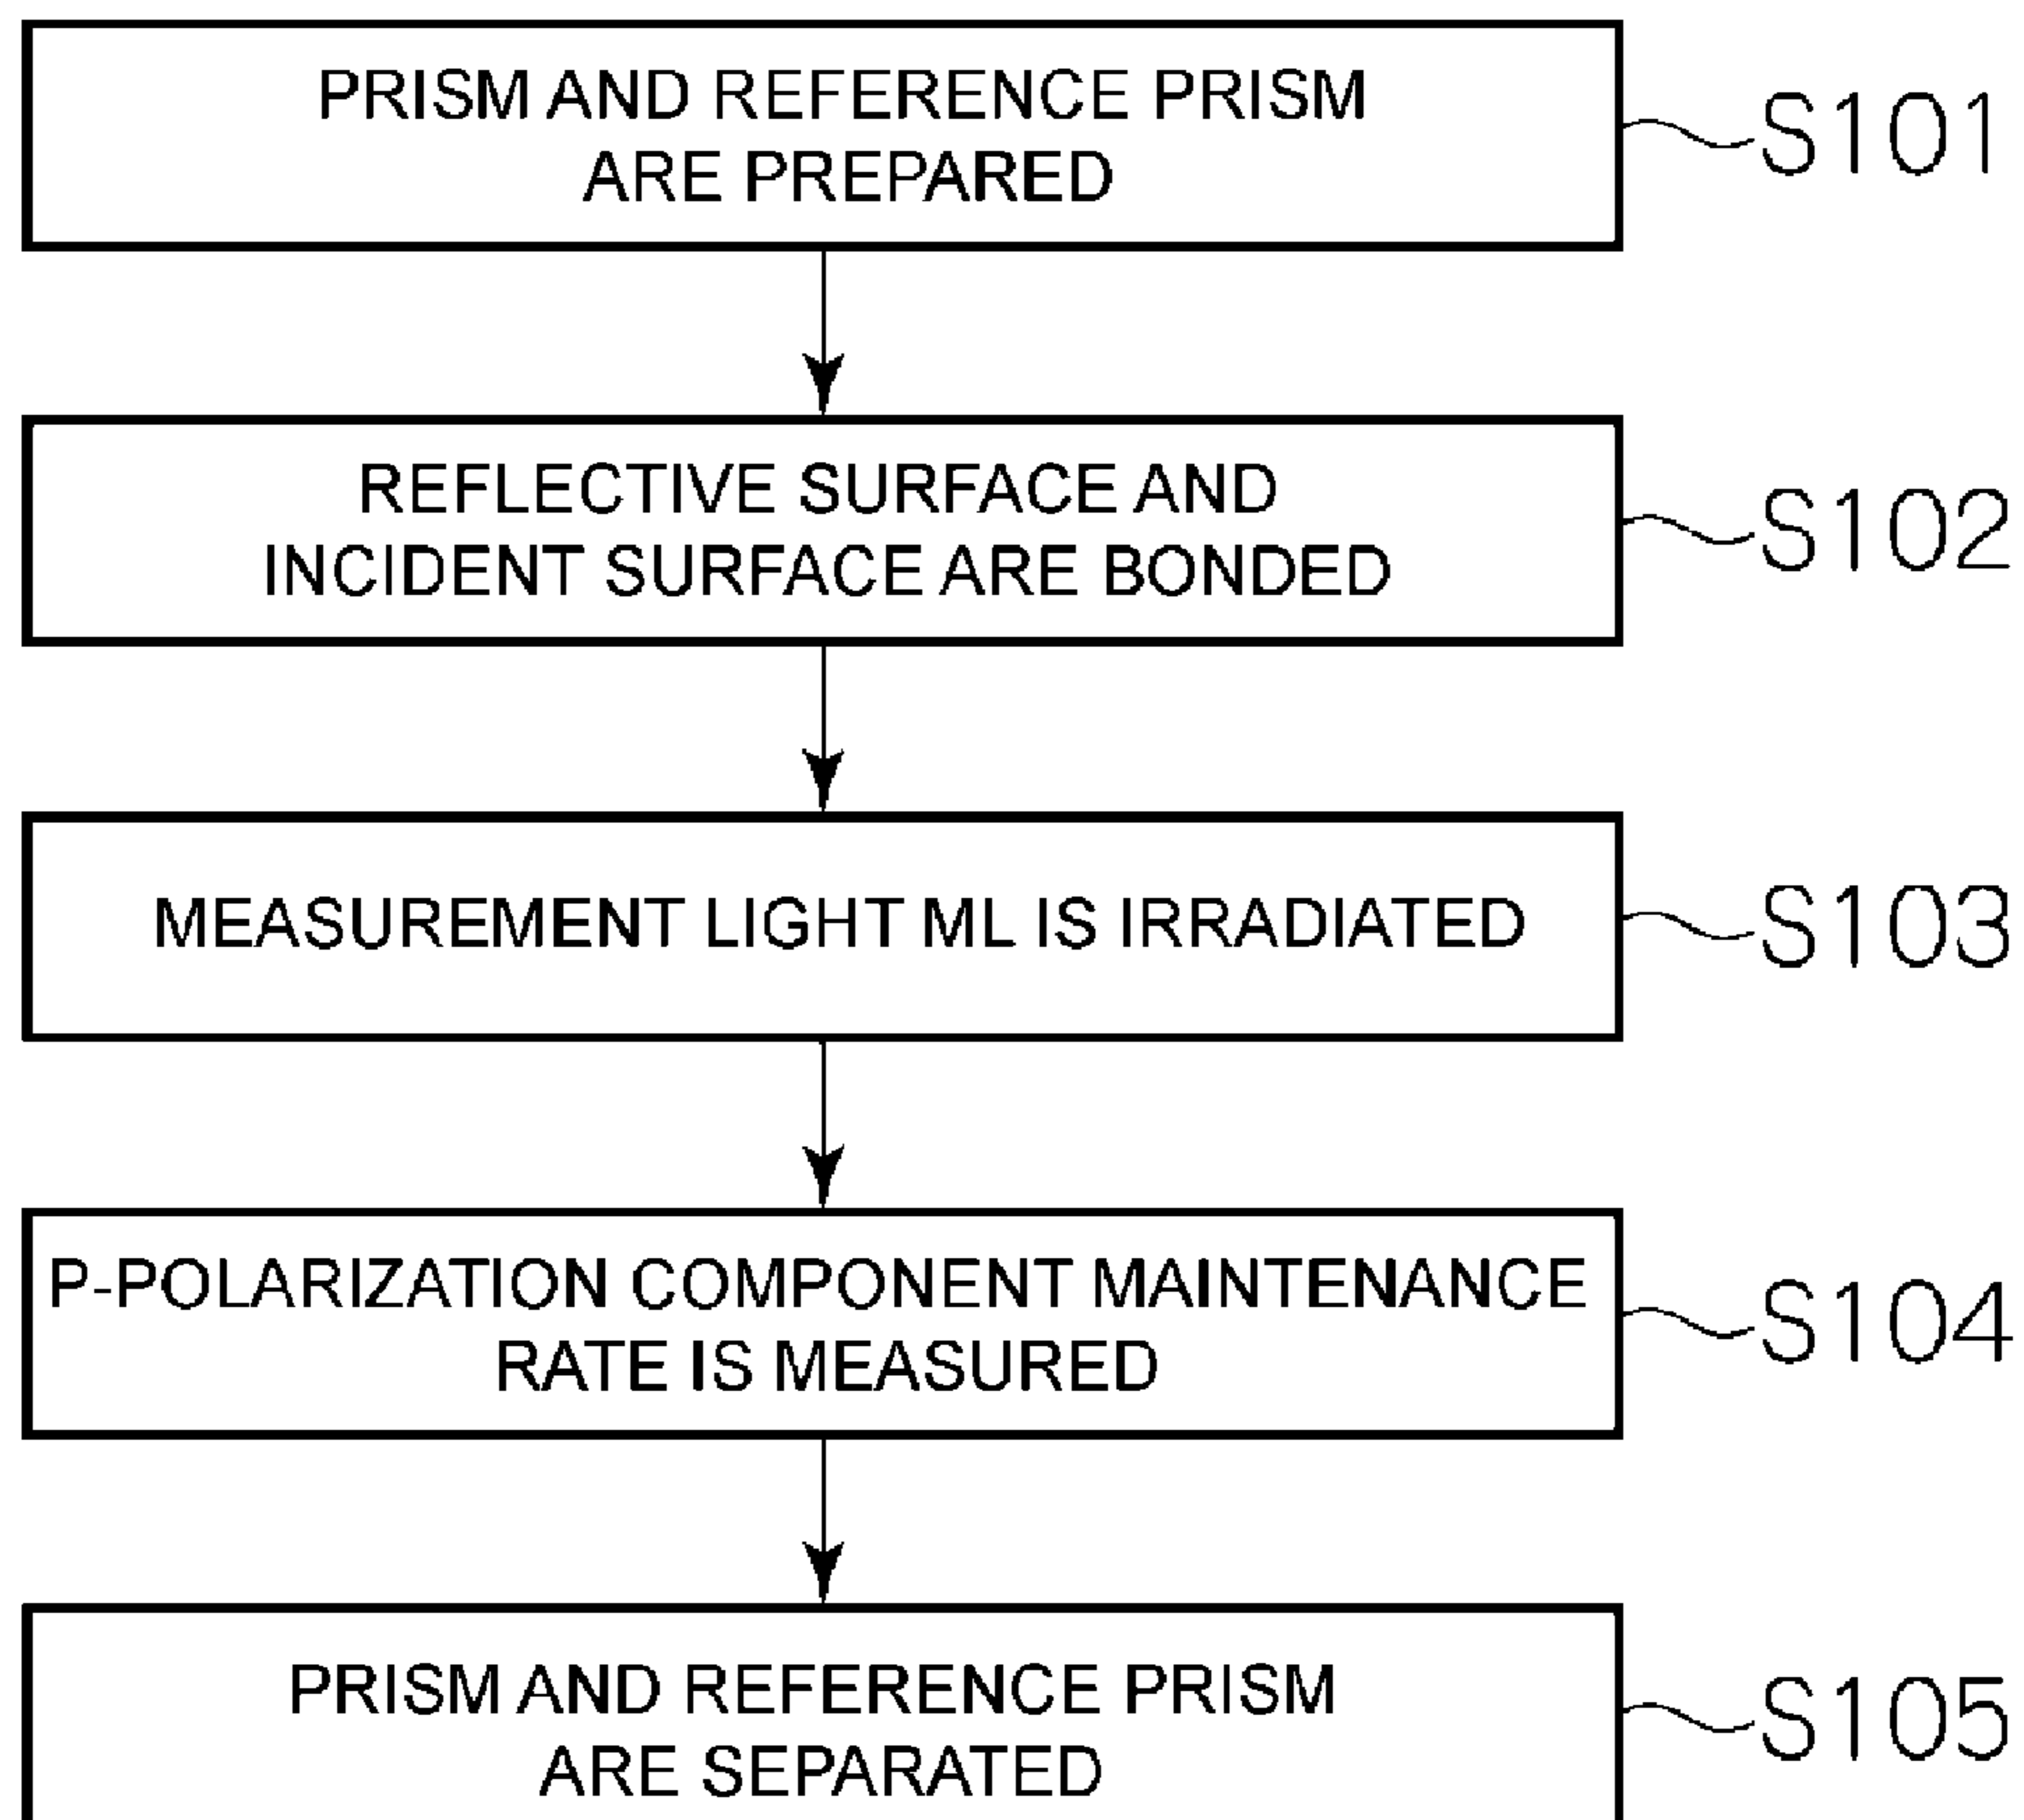 PRISM AND REFERENCE PRISM
ARE PREPARED
S101
REFLECTIVE SURFACE AND
INCIDENT SURFACE ARE BONDED
S102
MEASUREMENT LIGHT ML IS IRRADIATED
S103
P-POLARIZATION COMPONENT MAINTENANCE
RATE IS MEASURED
S104
PRISM AND REFERENCE PRISM
ARE SEPARATED
S105